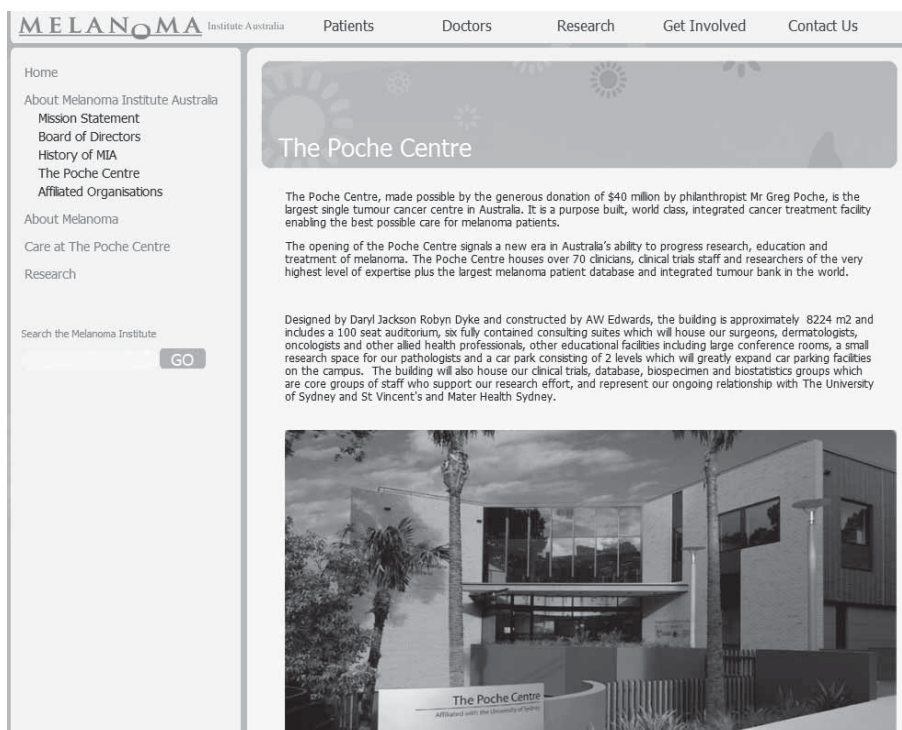 MELANOMA Institute Australia
Patients
Doctors
Research
Get Involved
Contact Us
Home
About Melanoma Institute Australia
Mission Statement
Board of Directors
History of MIA
The Poche Centre
Affiliated Organisations
About Melanoma
Care at The Poche Centre
Research
Search the Melanoma Institute
GO
The Poche Centre
The Poche Centre, made possible by the generous donation of $40 million by philanthropist Mr Greg Poche, is the
largest single tumour cancer centre in Australia. It is a purpose built, world class, integrated cancer treatment facility
enabling the best possible care for melanoma patients.
The opening of the Poche Centre signals a new era in Australia's ability to progress research, education and
treatment of melanoma. The Poche Centre houses over 70 clinicians, clinical trials staff and researchers of the very
highest level of expertise plus the largest melanoma patient database and integrated tumour bank in the world.
Designed by Daryl Jackson Robyn Dyke and constructed by AW Edwards, the building is approximately 8224 m2 and
includes a 100 seat auditorium, six fully contained consulting suites which will house our surgeons, dermatologists,
oncologists and other allied health professionals, other educational facilities including large conference rooms, a small
research space for our pathologists and a car park consisting of 2 levels which will greatly expand car parking facilities
on the campus. The building will also house our clinical trials, database, biospecimen and biostatistics groups which
are core groups of staff who support our research effort, and represent our ongoing relationship with The University
of Sydney and St Vincent's and Mater Health Sydney.
The Poche Centre
Affiliated with the University of Sydney